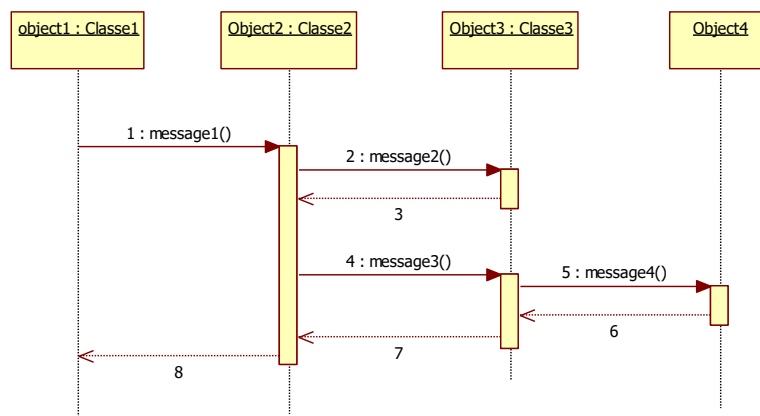 object1 : Classe1
Object2 : Classe2
Object3 : Classe3
Object4
1 : message1()
2 : message2()
3
4 : message3()
5 : message4()
6
7
8